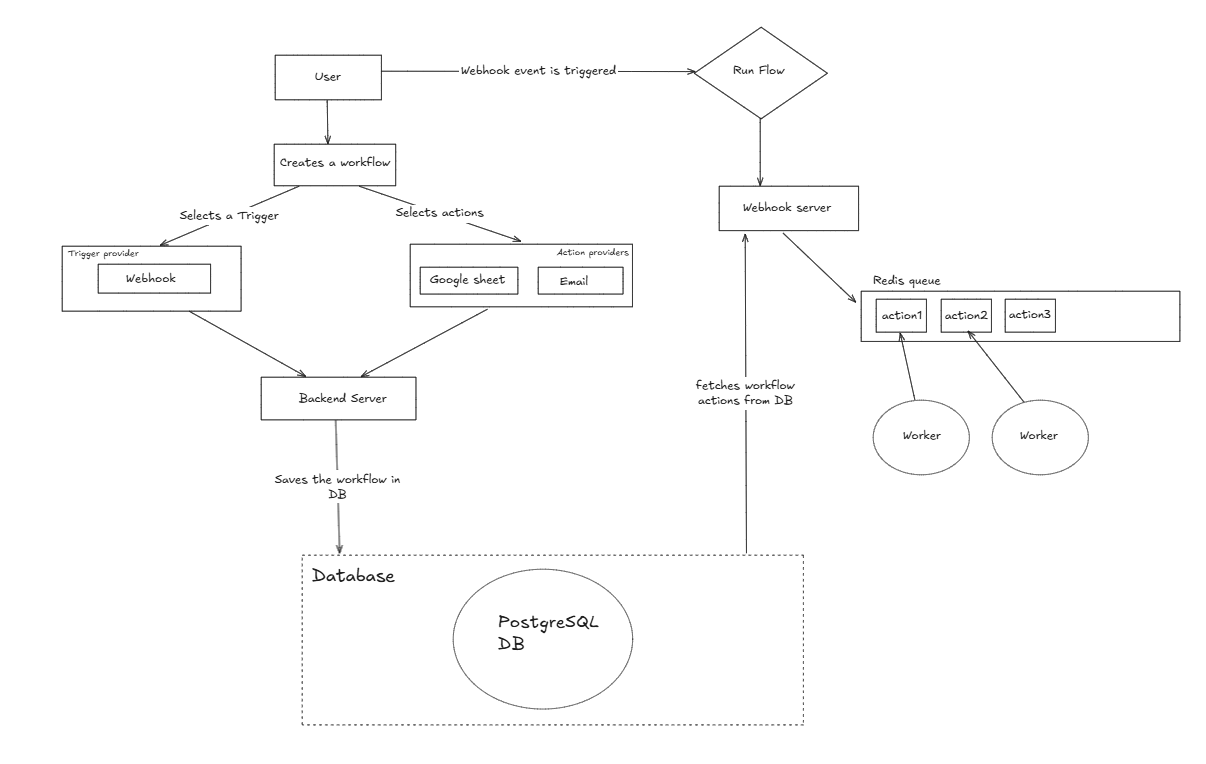 User
Webhook event is triggered
Run Flow
Creates a workflow
Selects a Trigger
Selects actions
Webhook server
Trigger provider
Webhook
Action providers
Google sheet
Email
Redis queue
action1
action2
action3
Backend Server
fetches workflow
actions from DB
Worker
Worker
Saves the workflow in
DB
Database
PostgreSQL
DB